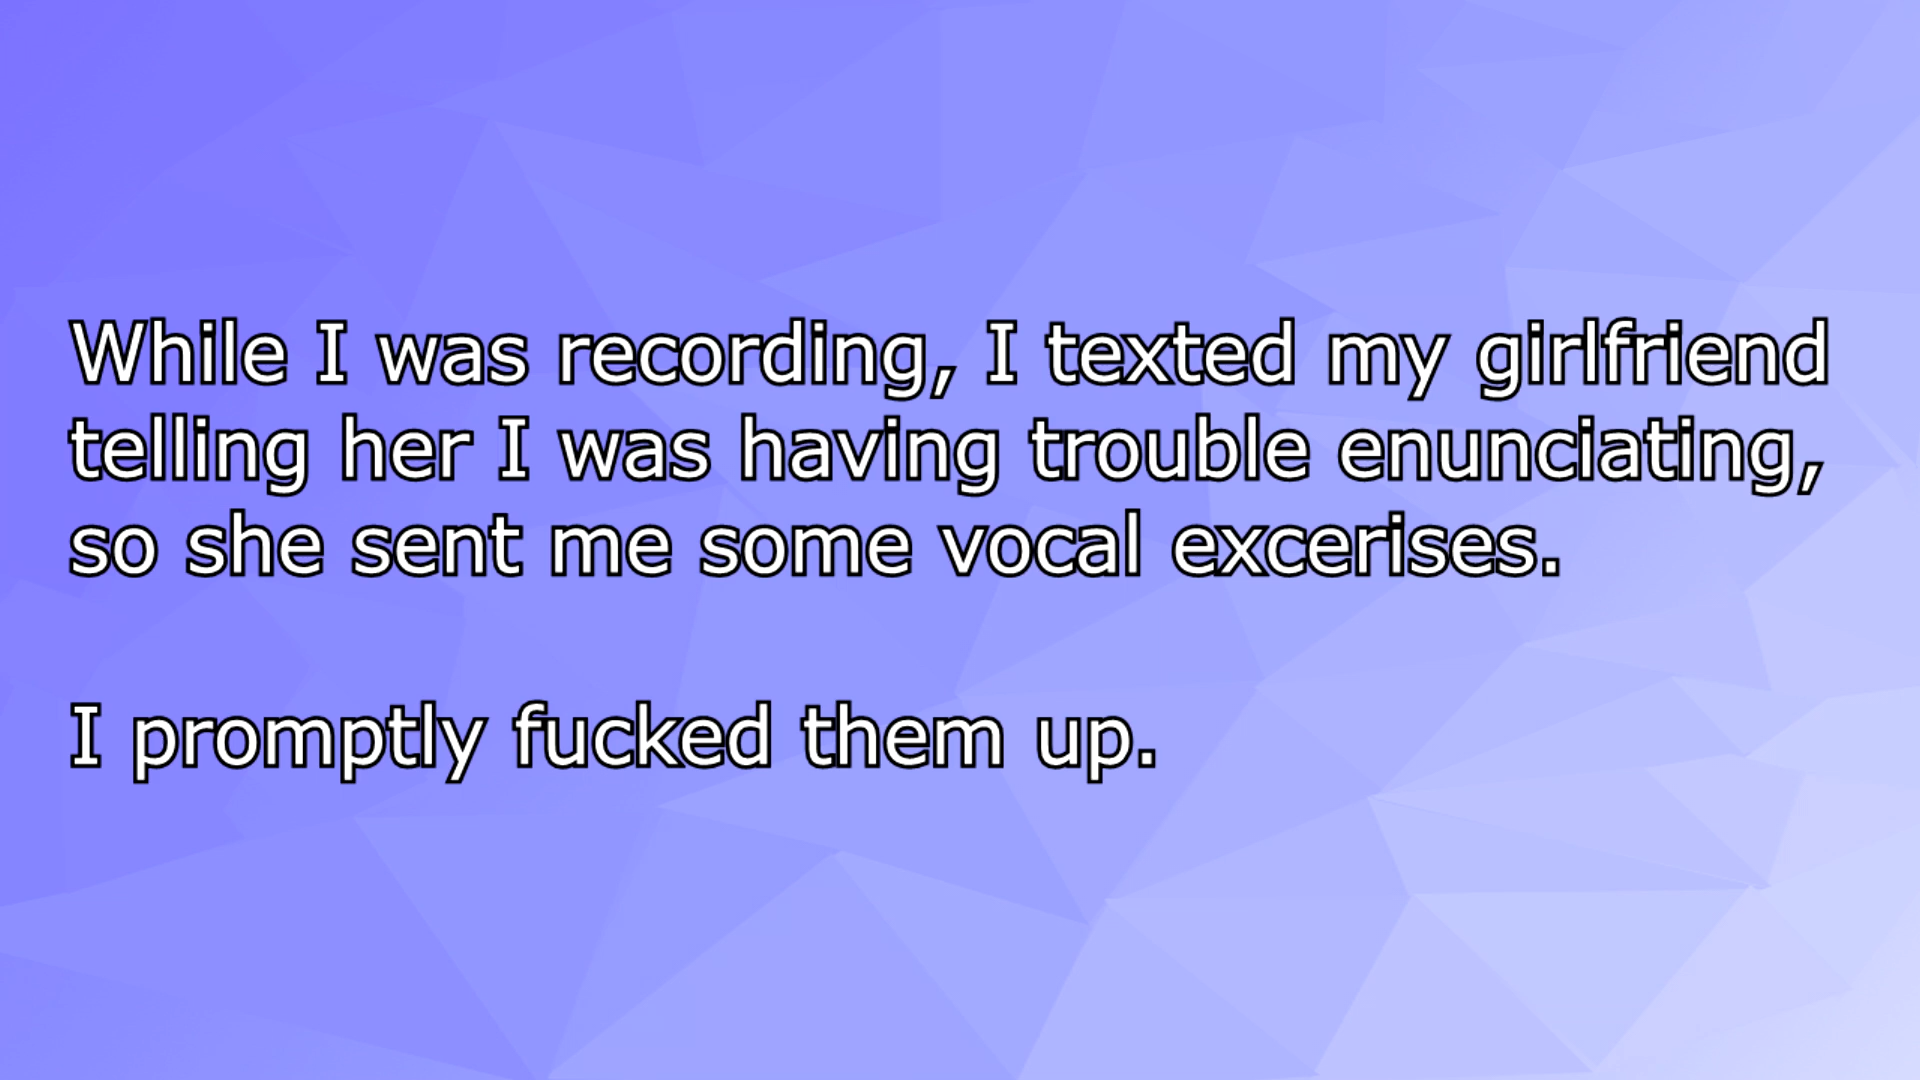 While I was recording, I texted my girlfriend
telling her I was having trouble enunciating,
so she sent me some vocal excerises.
I promptly fucked them up.